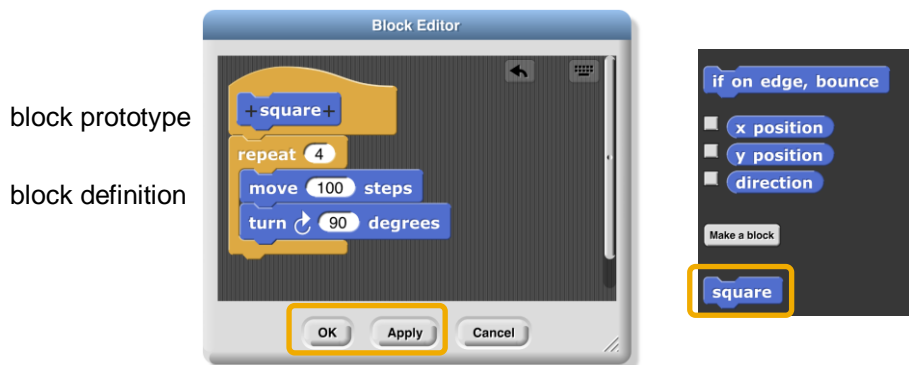 Block Editor
block prototype
+square+
repeat 4
block definition
move 100 steps
turn 90 degrees
OK Apply Cancel
if on edge, bounce
x position
y position
direction
Make a block
square